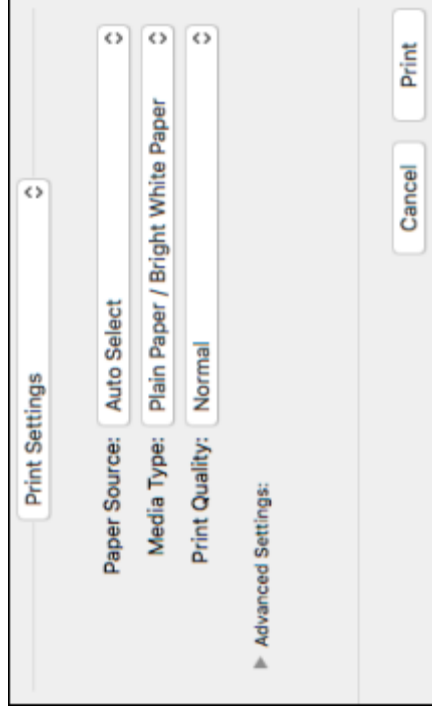 Print Settings
Paper Source: Auto Select
Media Type: Plain Paper / Bright White Paper
Print Quality: Normal
Advanced Settings:
Cancel Print